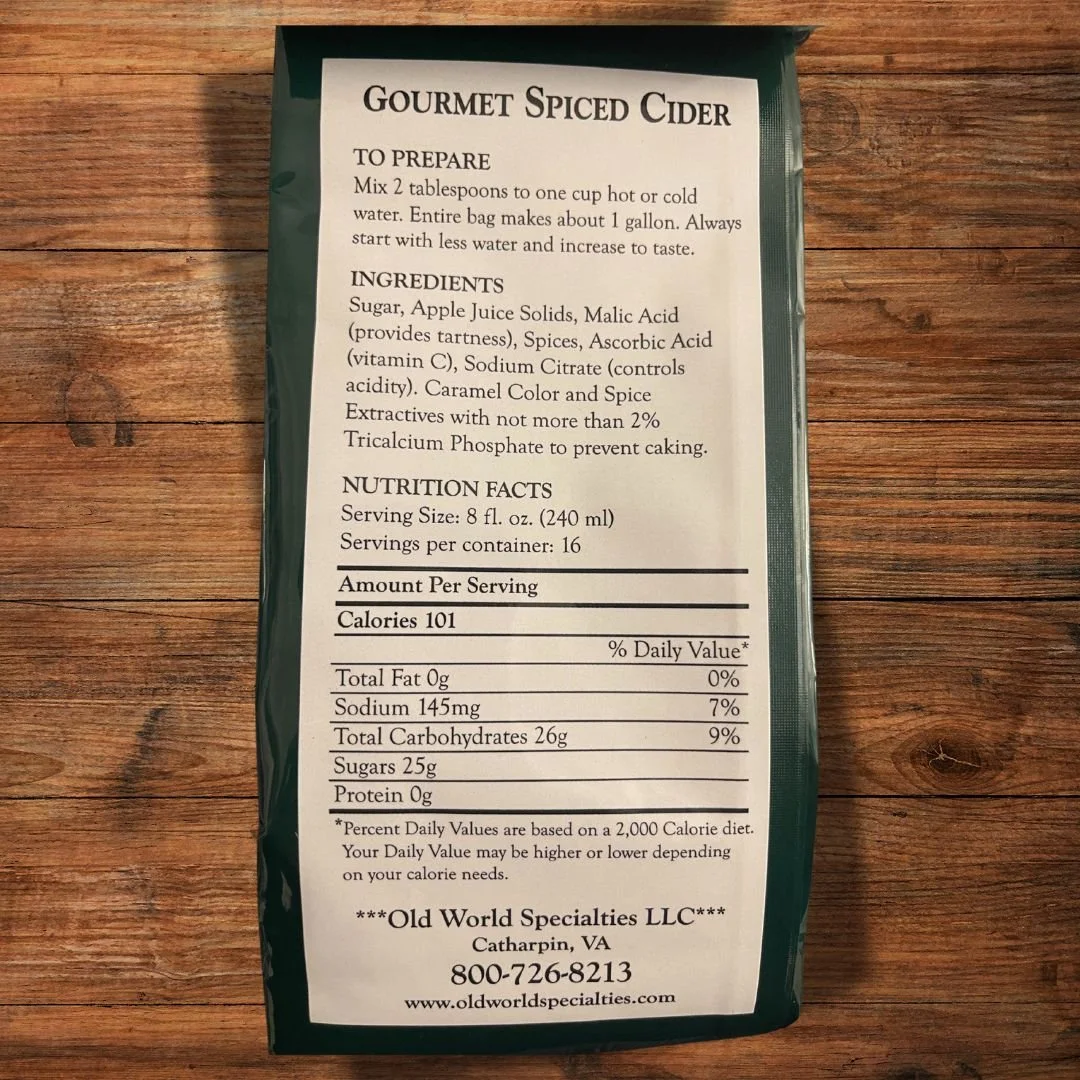 GOURMET SPICED CIDER
TO PREPARE
Mix 2 tablespoons to one cup hot or cold
water. Entire bag makes about 1 gallon. Always
start with less water and increase to taste.
INGREDIENTS
Sugar, Apple Juice Solids, Malic Acid
(provides tartness), Spices, Ascorbic Acid
(vitamin C), Sodium Citrate (controls
acidity). Caramel Color and Spice
Extractives with not more than 2%
Tricalcium Phosphate to prevent caking.
NUTRITION FACTS
Serving Size: 8 fl. oz. (240 ml)
Servings per container: 16
Amount Per Serving
Calories 101
% Daily Value*
Total Fat 0g 0%
Sodium 145mg 7%
Total Carbohydrates 26g 9%
Sugars 25g
Protein 0g
*Percent Daily Values are based on a 2,000 Calorie diet.
Your Daily Value may be higher or lower depending
on your calorie needs.
***Old World Specialties LLC***
Catharpin, VA
800-726-8213
www.oldworldspecialties.com